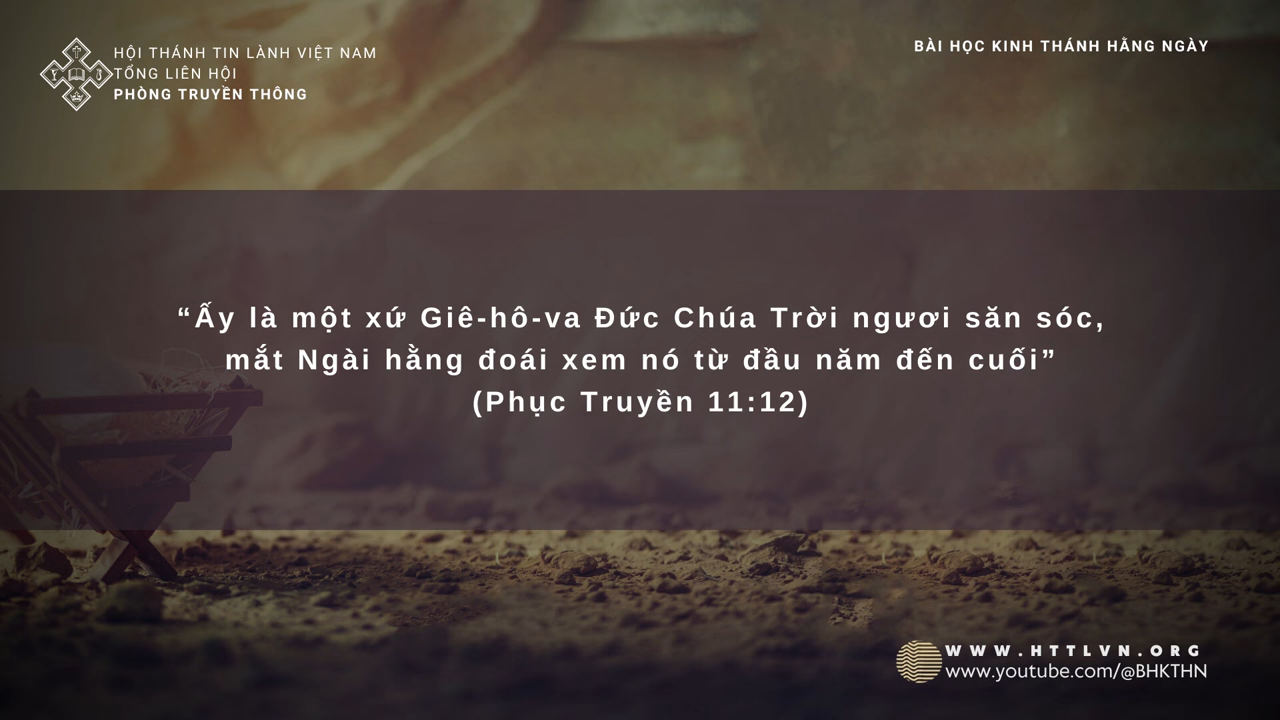 HỘI THÁNH TIN LÀNH VIỆT NAM
TỔNG LIÊN HỘI
PHÒNG TRUYỀN THÔNG
BÀI HỌC KINH THÁNH HẰNG NGÀY
“Ấy là một xứ Giê-hô-va Đức Chúa Trời ngươi săn sóc,
mắt Ngài hằng đoái xem nó từ đầu năm đến cuối”
(Phục Truyền 11:12)
WWW.HTTLVN.ORG
www.youtube.com/@BHKTHN